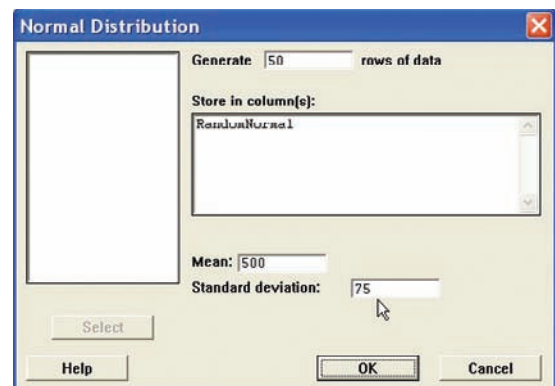 Normal Distribution
Generate 50 rows of data
Store in column(s):
RandomNormal
Mean: 500
Standard deviation: 75
Select
Help OK Cancel